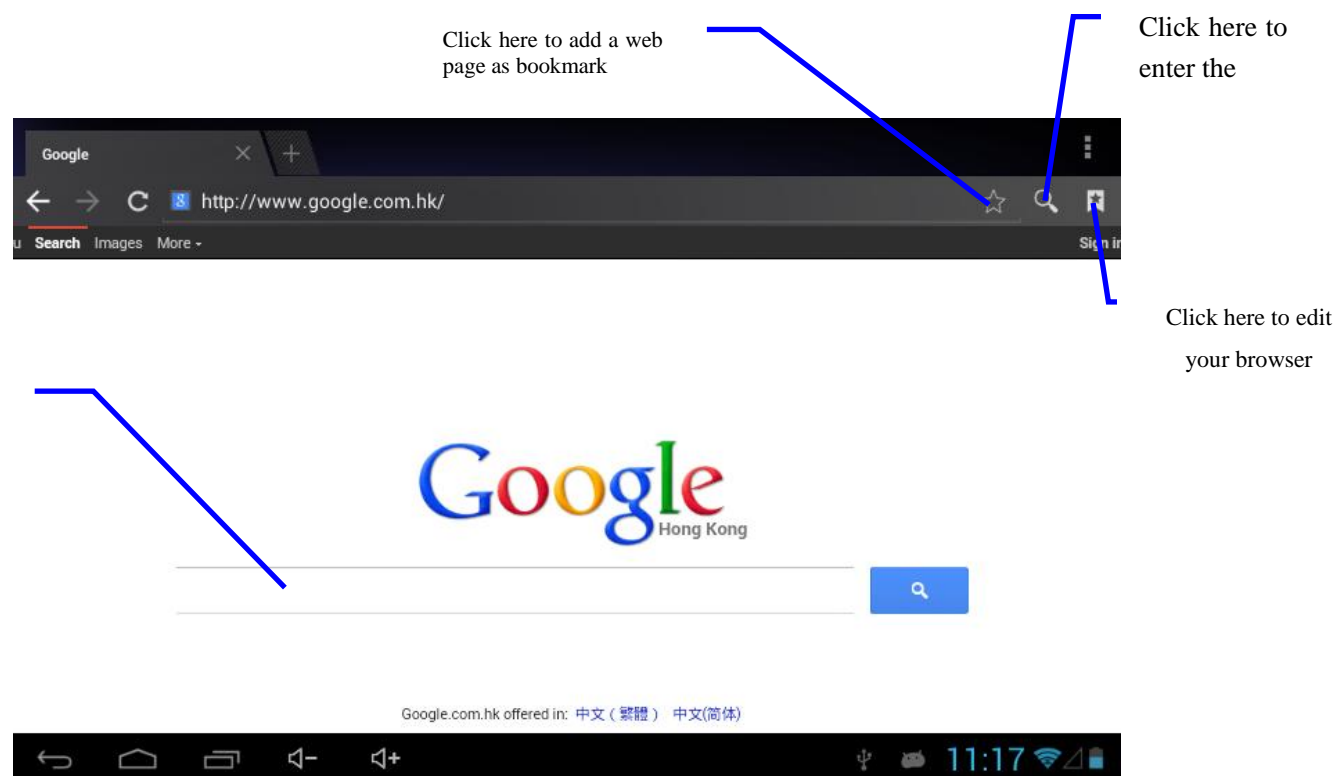 Click here to add a web
page as bookmark
Click here to
enter the
Google
http://www.google.com.hk/
u Search Images More
Sign in
Click here to edit
your browser
Google
Hong Kong
Google.com.hk offered in: 中文（繁體） 中文(简体)
11:17